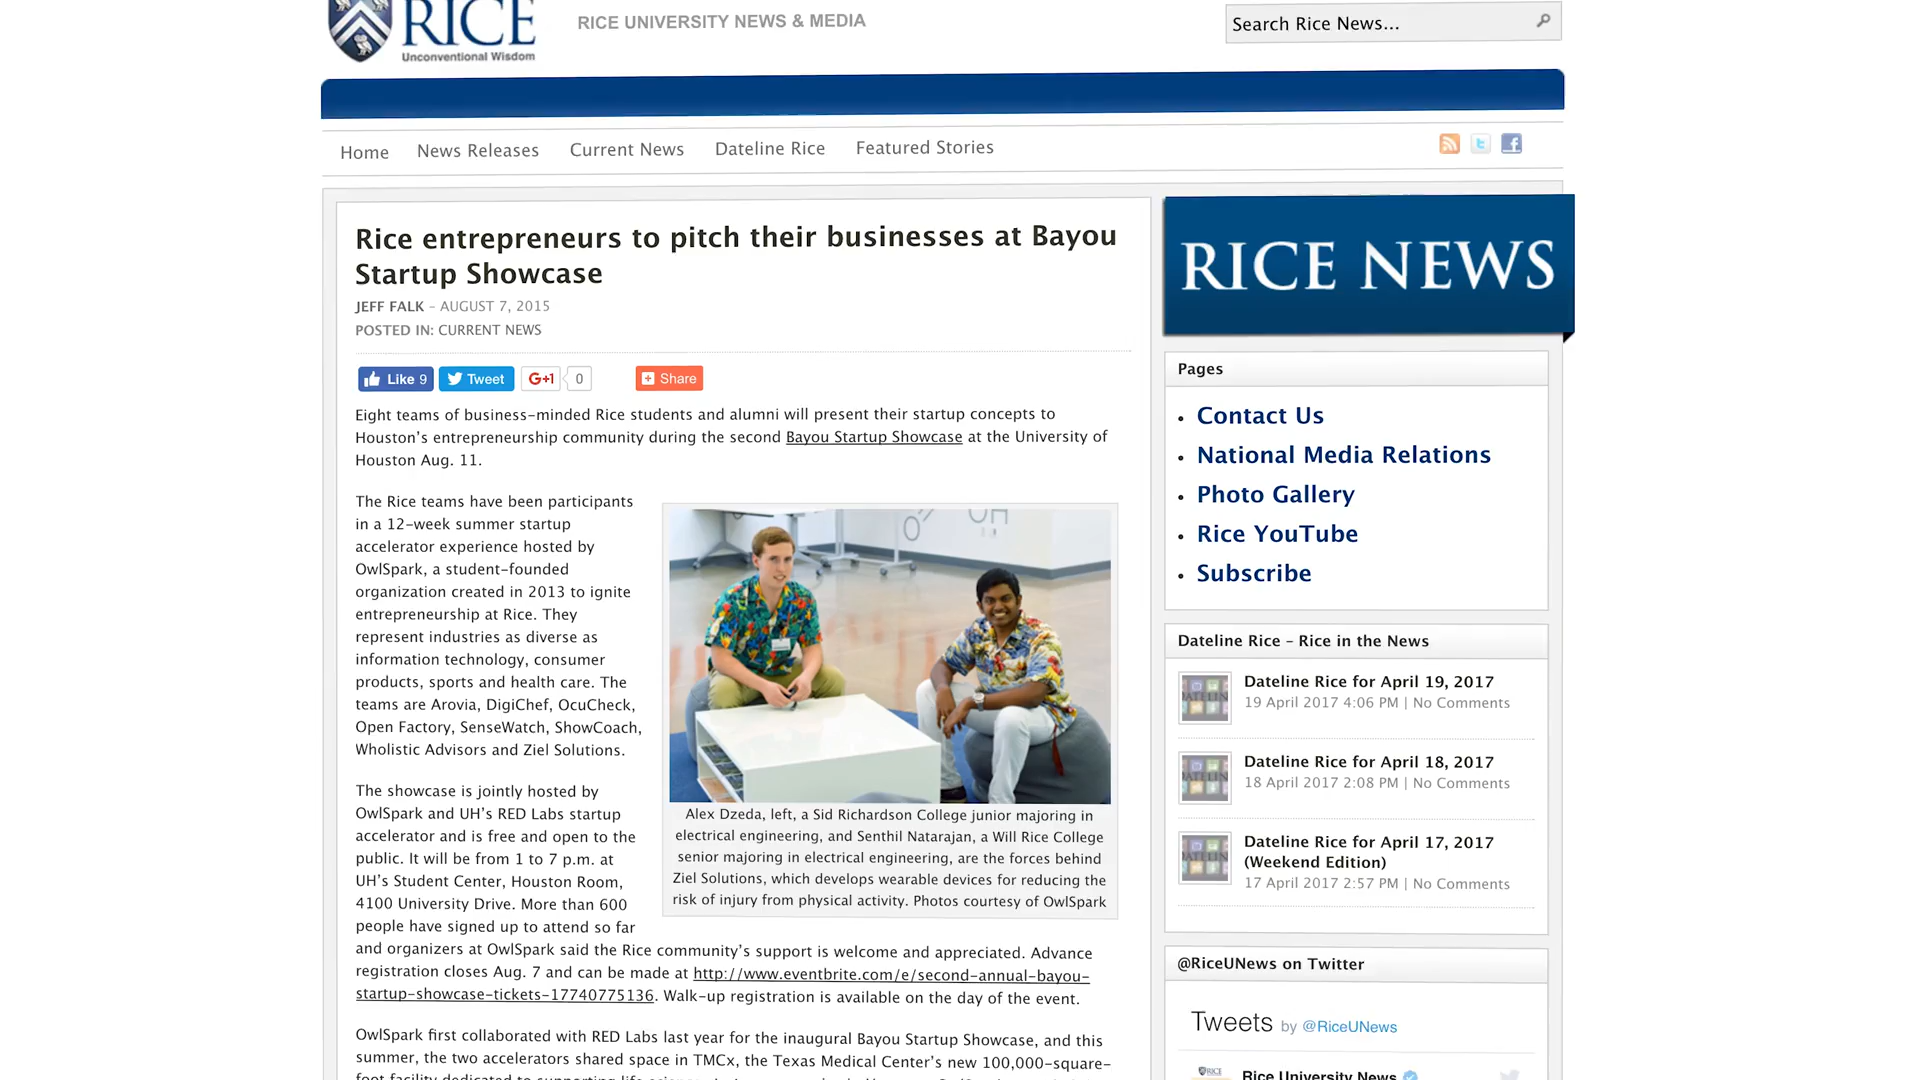 RICE
Unconventional Wisdom
RICE UNIVERSITY NEWS & MEDIA
Search Rice News...
Home
News Releases
Current News
Dateline Rice
Featured Stories
Rice entrepreneurs to pitch their businesses at Bayou
Startup Showcase
JEFF FALK – AUGUST 7, 2015
POSTED IN: CURRENT NEWS
Like 9
Tweet
G+1
0
Share
Eight teams of business-minded Rice students and alumni will present their startup concepts to
Houston's entrepreneurship community during the second Bayou Startup Showcase at the University of
Houston Aug. 11.
The Rice teams have been participants
in a 12-week summer startup
accelerator experience hosted by
OwlSpark, a student-founded
organization created in 2013 to ignite
entrepreneurship at Rice. They
represent industries as diverse as
information technology, consumer
products, sports and health care. The
teams are Arovia, DigiChef, OcuCheck,
Open Factory, SenseWatch, ShowCoach,
Wholistic Advisors and Ziel Solutions.
Alex Dzeda, left, a Sid Richardson College junior majoring in
electrical engineering, and Senthil Natarajan, a Will Rice College
senior majoring in electrical engineering, are the forces behind
Ziel Solutions, which develops wearable devices for reducing the
risk of injury from physical activity. Photos courtesy of OwlSpark
The showcase is jointly hosted by
OwlSpark and UH's RED Labs startup
accelerator and is free and open to the
public. It will be from 1 to 7 p.m. at
UH's Student Center, Houston Room,
4100 University Drive. More than 600
people have signed up to attend so far
and organizers at OwlSpark said the Rice community's support is welcome and appreciated. Advance
registration closes Aug. 7 and can be made at http://www.eventbrite.com/e/second-annual-bayou-
startup-showcase-tickets-17740775136. Walk-up registration is available on the day of the event.
OwlSpark first collaborated with RED Labs last year for the inaugural Bayou Startup Showcase, and this
summer, the two accelerators shared space in TMCx, the Texas Medical Center's new 100,000-square-
foot facility dedicated to supporting life
RICE NEWS
Pages
Contact Us
National Media Relations
Photo Gallery
Rice YouTube
Subscribe
Dateline Rice – Rice in the News
Dateline Rice for April 19, 2017
19 April 2017 4:06 PM | No Comments
Dateline Rice for April 18, 2017
18 April 2017 2:08 PM | No Comments
Dateline Rice for April 17, 2017
(Weekend Edition)
17 April 2017 2:57 PM | No Comments
@RiceUNews on Twitter
Tweets by @RiceUNews
RICE
Rice University News